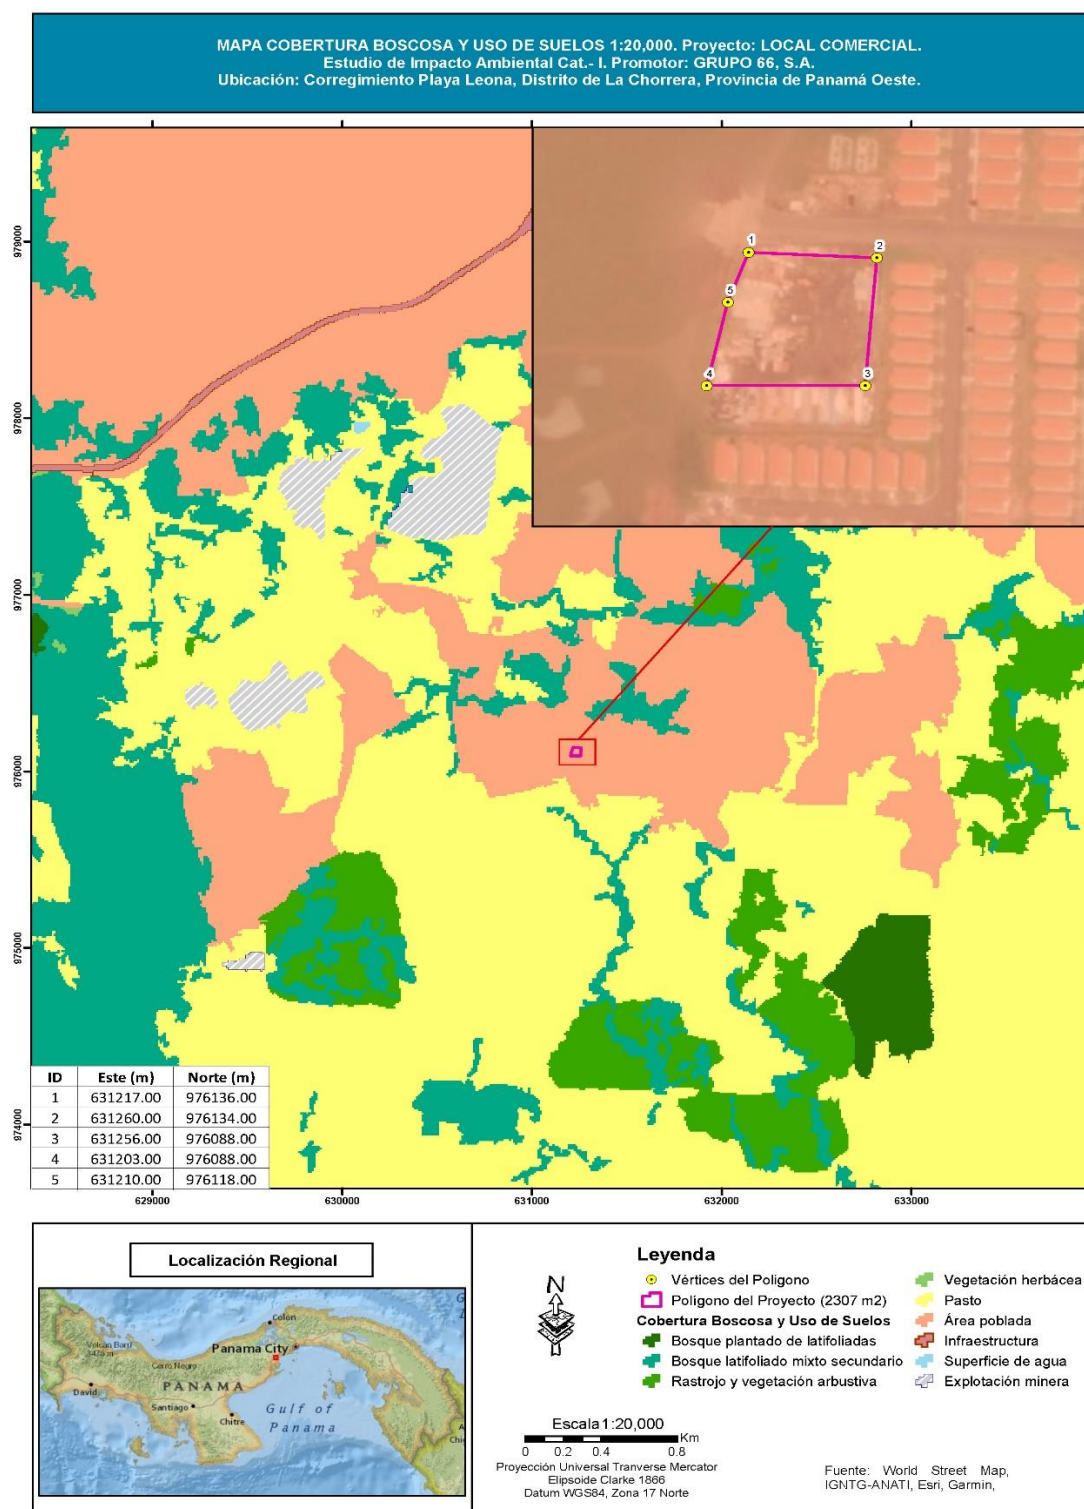 MAPA COBERTURA BOSCOSA Y USO DE SUELOS 1:20,000. Proyecto: LOCAL COMERCIAL.
Estudio de Impacto Ambiental Cat.- I. Promotor: GRUPO 66, S.A.
Ubicación: Corregimiento Playa Leona, Distrito de La Chorrera, Provincia de Panamá Oeste.
1
2
5
4
3
979000
978000
977000
976000
975000
974000
ID Este (m) Norte (m)
1 631217.00 976136.00
2 631260.00 976134.00
3 631256.00 976088.00
4 631203.00 976088.00
5 631210.00 976118.00
629000 630000 631000 632000 633000
Localización Regional
Colón
Volcan Barú
3475 m
Cerro Negro
Panama City
David
PANAMA
Santiago
Chitre
Gulf of
Panama
N
Leyenda
Vértices del Poligono
Poligono del Proyecto (2307 m2)
Cobertura Boscosa y Uso de Suelos
Bosque plantado de latifoliadas
Bosque latifoliado mixto secundario
Rastrojo y vegetación arbustiva
Vegetación herbácea
Pasto
Área poblada
Infraestructura
Superficie de agua
Explotación minera
Escala 1:20,000
Km
0 0.2 0.4 0.8
Proyección Universal Tranverse Mercator
Elipsoide Clarke 1866
Datum WGS84, Zona 17 Norte
Fuente: World Street Map,
IGNTG-ANATI, Esri, Garmin,